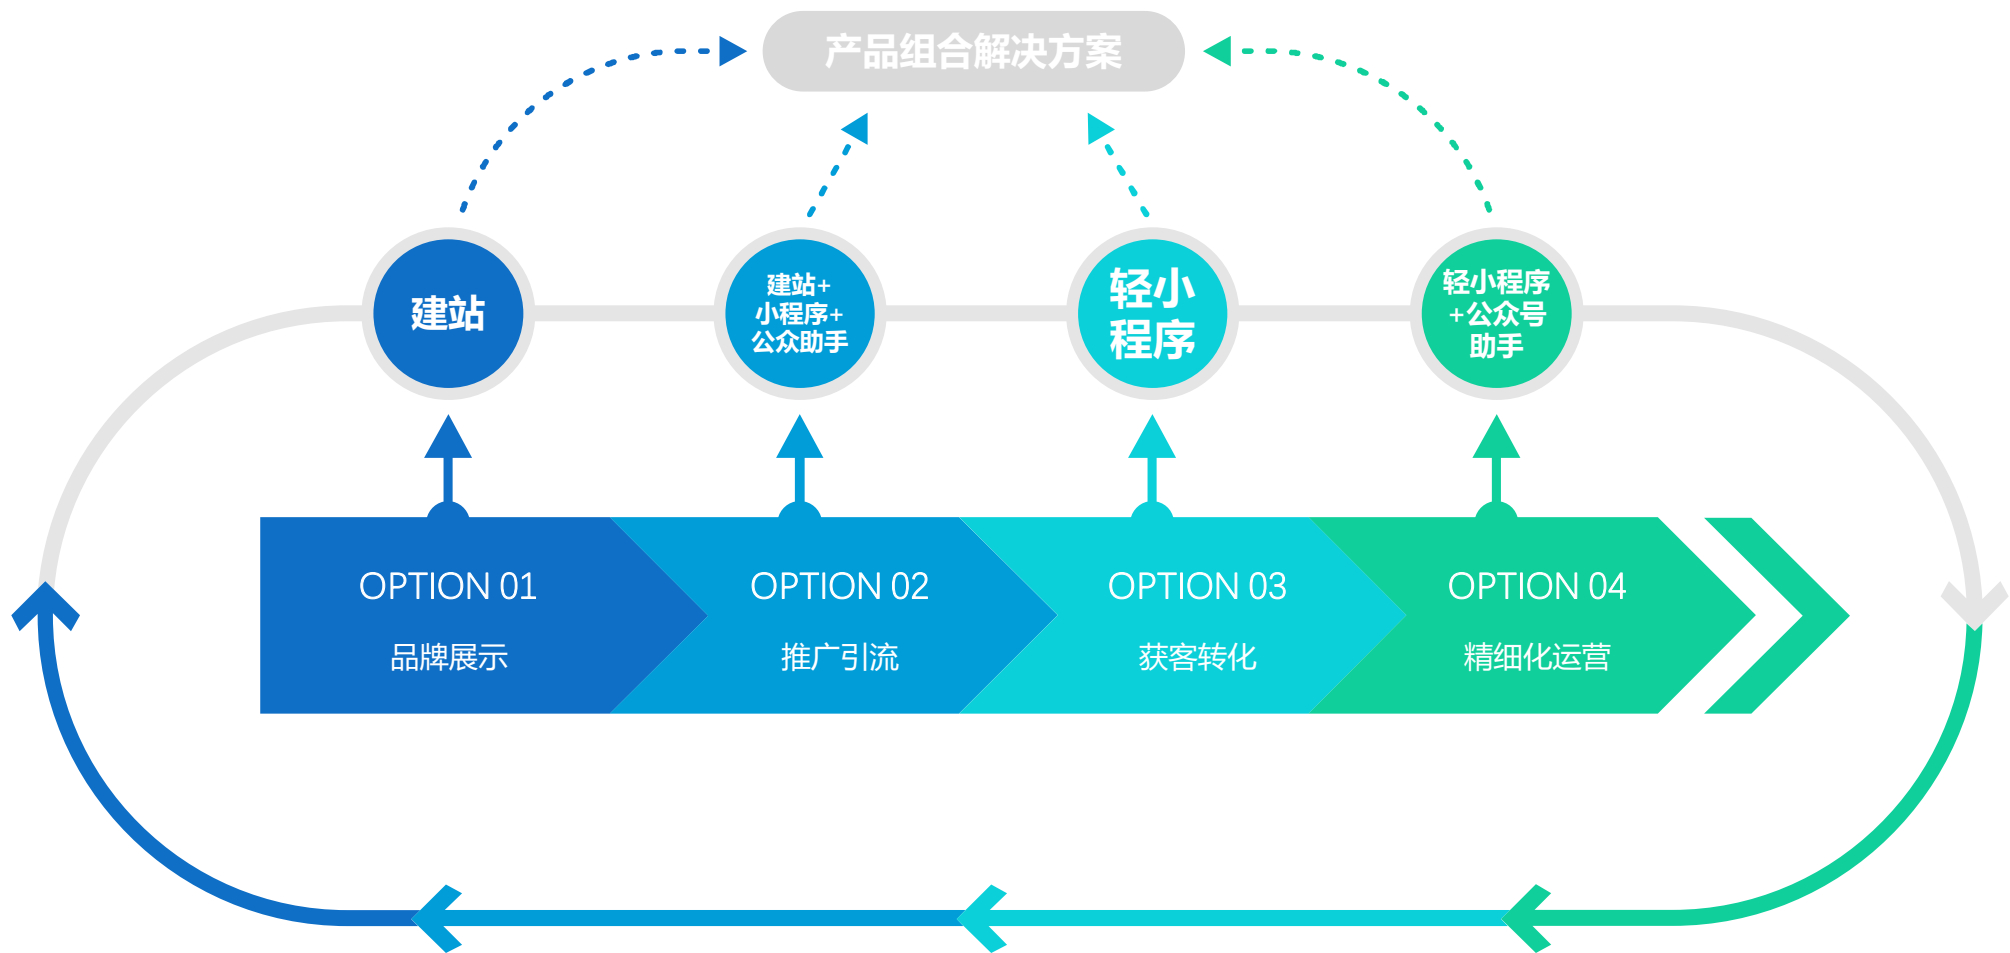 产品组合解决方案
建站
建站+
小程序+
公众助手
轻小
程序
轻小程序
+公众号
助手
OPTION 01
品牌展示
OPTION 02
推广引流
OPTION 03
获客转化
OPTION 04
精细化运营